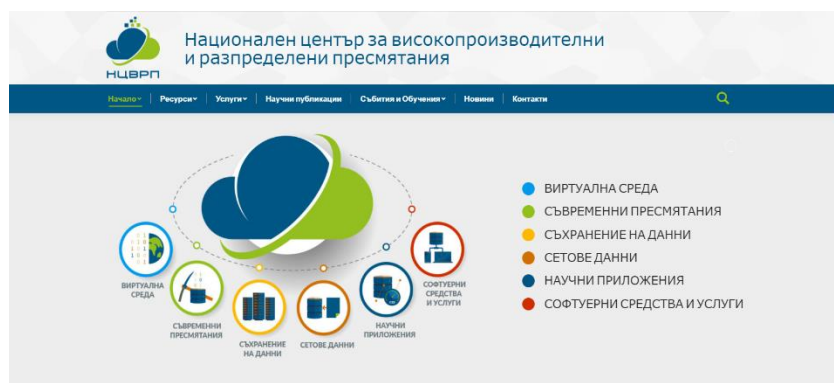 Национален център за високопроизводителни
и разпределени пресмятания
НЦВРП
Начало
Ресурси
Услуги
Научни публикации
Събития и Обучения
Новини
Контакти
ВИРТУАЛНА СРЕДА
СЪВРЕМЕННИ ПРЕСМЯТАНИЯ
СЪХРАНЕНИЕ НА ДАННИ
СЕТОВЕ ДАННИ
НАУЧНИ ПРИЛОЖЕНИЯ
СОФТУЕРНИ СРЕДСТВА И УСЛУГИ
ВИРТУАЛНА
СРЕДА
СЪВРЕМЕННИ
ПРЕСМЯТАНИЯ
СЪХРАНЕНИЕ
НА ДАННИ
СЕТОВЕ ДАННИ
НАУЧНИ
ПРИЛОЖЕНИЯ
СОФТУЕРНИ
СРЕДСТВА
И УСЛУГИ